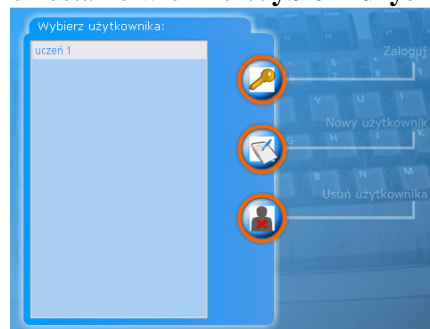 Wybierz użytkownika:
uczeń 1
Zaloguj
Nowy użytkownik
Usuń użytkownika